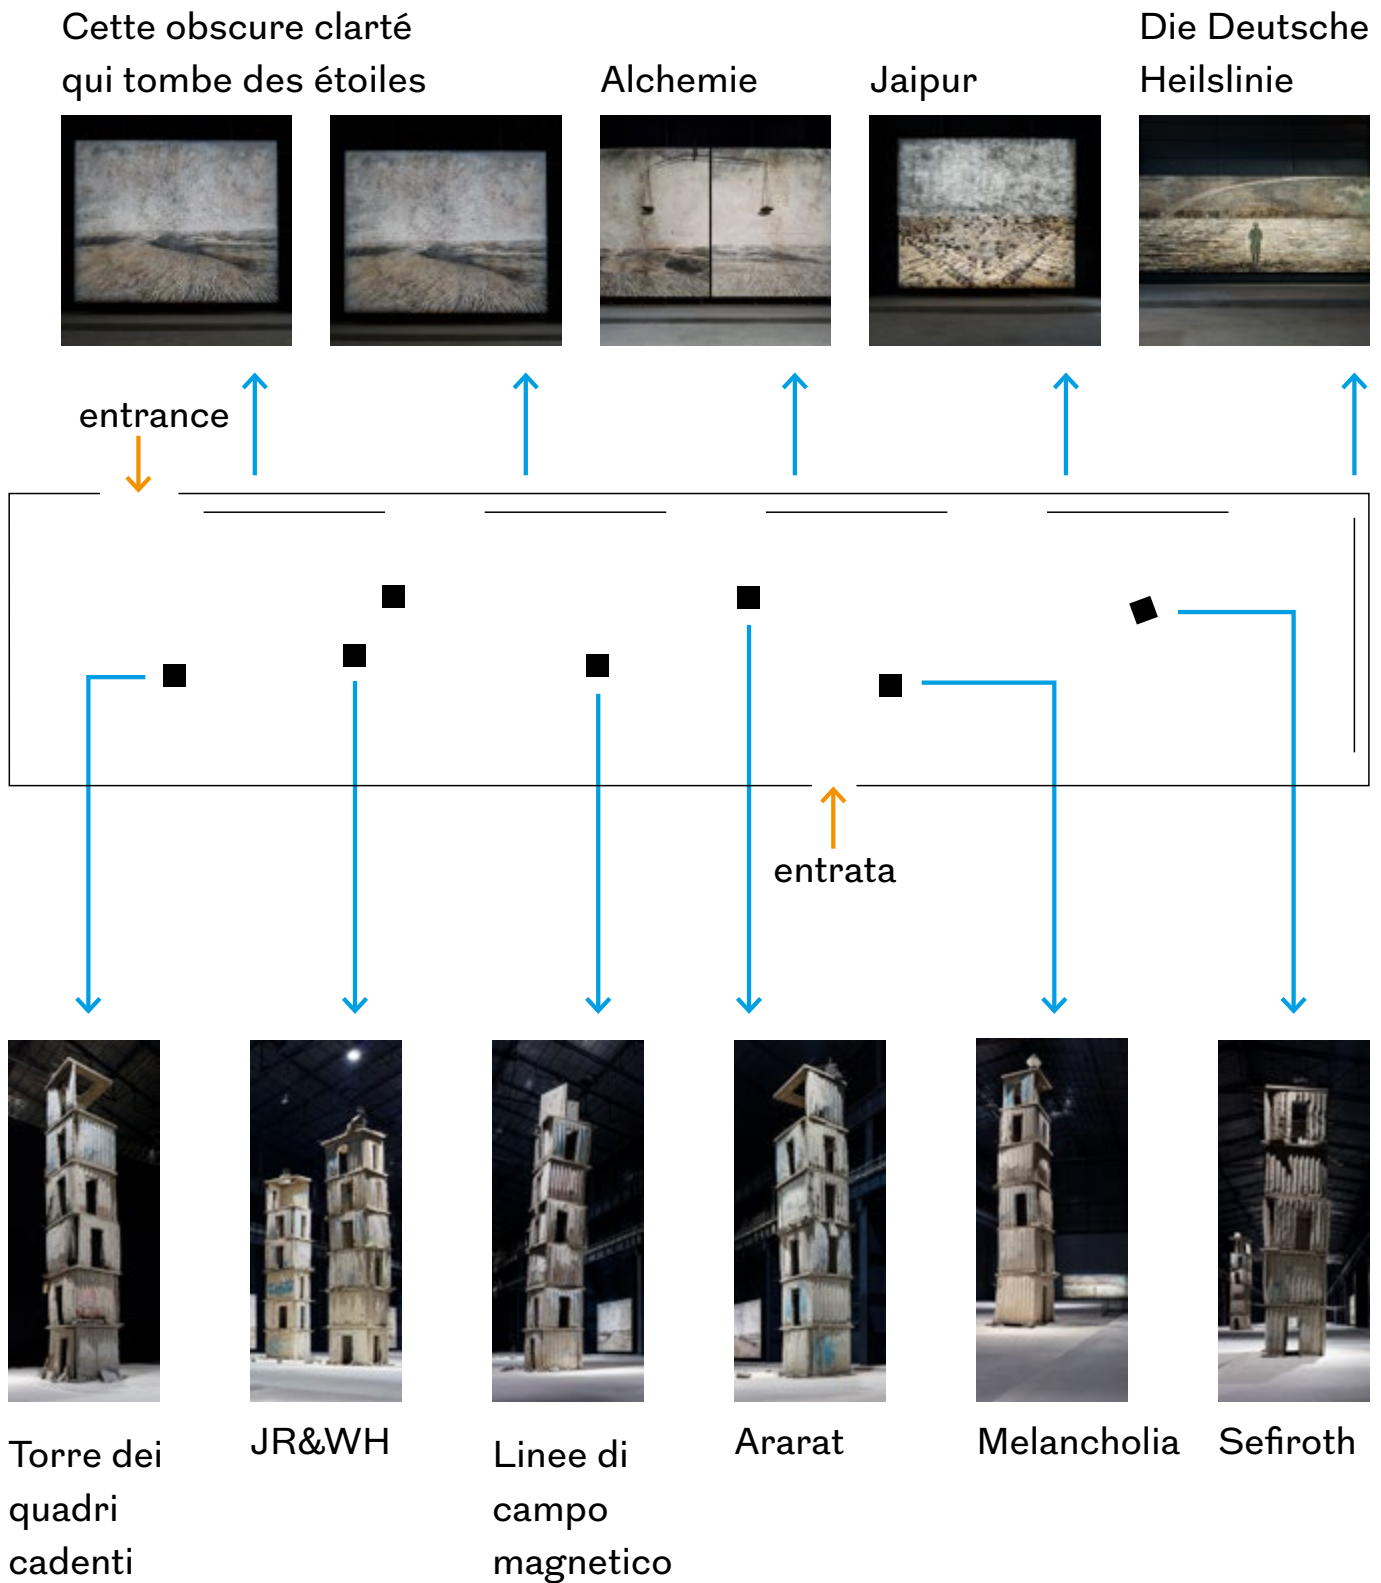 Cette obscure clarté
qui tombe des étoiles
Alchemie
Jaipur
Die Deutsche
Heilslinie
entrance
entrata
Torre dei
quadri
cadenti
JR&WH
Linee di
campo
magnetico
Ararat
Melancholia
Sefiroth